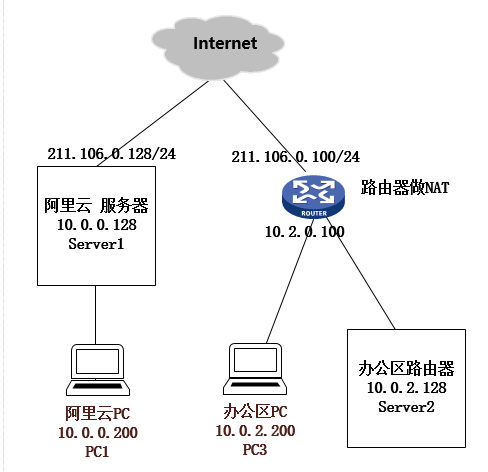 Internet
211.106.0.128/24
211.106.0.100/24
阿里云 服务器
10.0.0.128
Server1
路由器做NAT
ROUTER
10.2.0.100
阿里云PC
10.0.0.200
PC1
办公区PC
10.0.2.200
PC3
办公区路由器
10.0.2.128
Server2